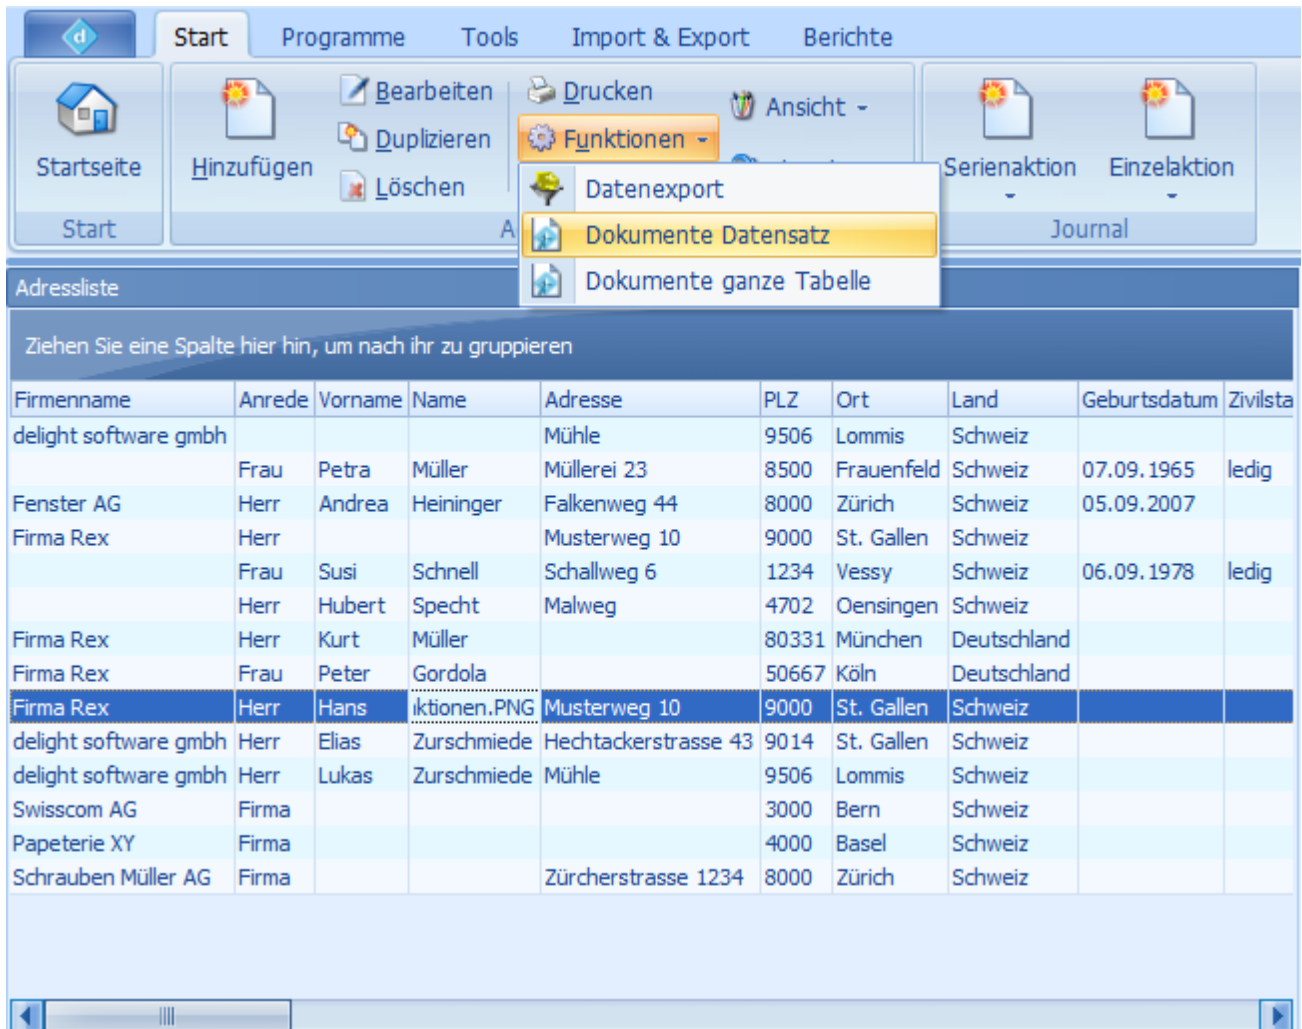 d
Start Programme Tools Import & Export Berichte
Startseite
Hinzufügen
Bearbeiten
Duplizieren
Löschen
Drucken
Funktionen
Ansicht
Serienaktion
Einzelaktion
Start
A
Journal
Datenexport
Dokumente Datensatz
Dokumente ganze Tabelle
Adressliste
Ziehen Sie eine Spalte hier hin, um nach ihr zu gruppieren
Firmenname Anrede Vorname Name Adresse PLZ Ort Land Geburtsdatum Zivilsta
delight software gmbh Mühle 9506 Lommis Schweiz
Frau Petra Müller Müllerei 23 8500 Frauenfeld Schweiz 07.09.1965 ledig
Fenster AG Herr Andrea Heininger Falkenweg 44 8000 Zürich Schweiz 05.09.2007
Firma Rex Herr Musterweg 10 9000 St. Gallen Schweiz
Frau Susi Schnell Schallweg 6 1234 Vessy Schweiz 06.09.1978 ledig
Herr Hubert Specht Malweg 4702 Oensingen Schweiz
Firma Rex Herr Kurt Müller 80331 München Deutschland
Firma Rex Frau Peter Gordola 50667 Köln Deutschland
Firma Rex Herr Hans ktionen.PNG Musterweg 10 9000 St. Gallen Schweiz
delight software gmbh Herr Elias Zurschmiede Hechtackerstrasse 43 9014 St. Gallen Schweiz
delight software gmbh Herr Lukas Zurschmiede Mühle 9506 Lommis Schweiz
Swisscom AG Firma 3000 Bern Schweiz
Papeterie XY Firma 4000 Basel Schweiz
Schrauben Müller AG Firma Zürcherstrasse 1234 8000 Zürich Schweiz